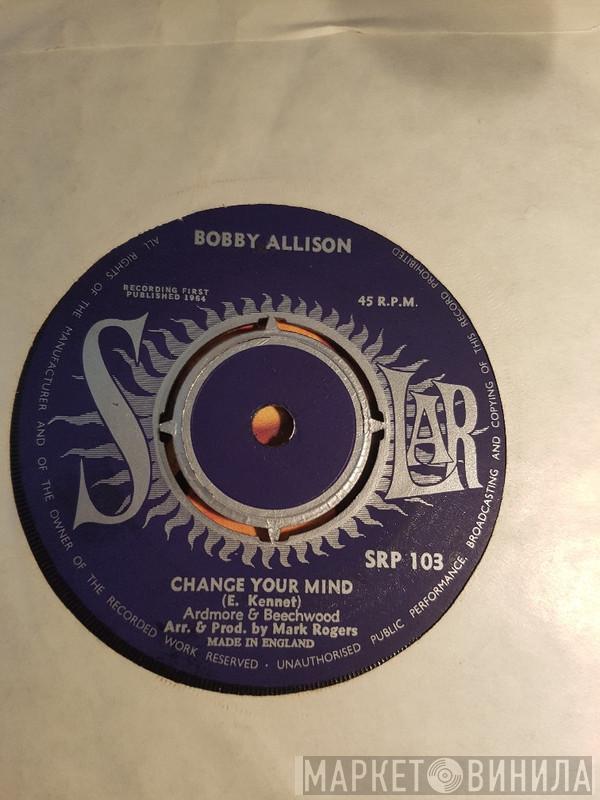 BOBBY ALLISON
RECORDING FIRST
PUBLISHED 1964
45 R.P.M.
SOLAR
SRP 103
CHANGE YOUR MIND
(E. Kennet)
Ardmore & Beechwood
Arr. & Prod. by Mark Rogers
MADE IN ENGLAND
ALL RIGHTS OF THE MANUFACTURER AND OF THE OWNER OF THE RECORDED WORK RESERVED · UNAUTHORISED PUBLIC PERFORMANCE, BROADCASTING AND COPYING OF THIS RECORD PROHIBITED
МАРКЕТ ВИНИЛА